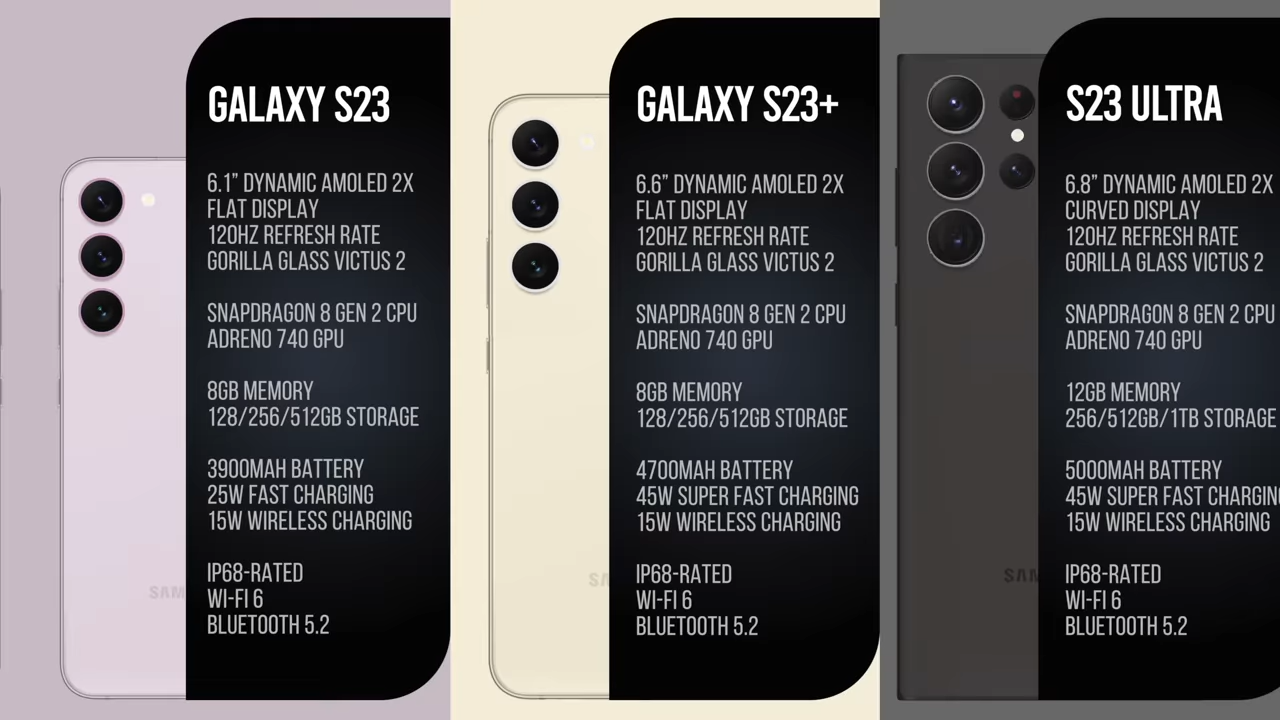 GALAXY S23
6.1” DYNAMIC AMOLED 2X
FLAT DISPLAY
120HZ REFRESH RATE
GORILLA GLASS VICTUS 2
SNAPDRAGON 8 GEN 2 CPU
ADRENO 740 GPU
8GB MEMORY
128/256/512GB STORAGE
3900MAH BATTERY
25W FAST CHARGING
15W WIRELESS CHARGING
IP68-RATED
WI-FI 6
BLUETOOTH 5.2
SAM
GALAXY S23+
6.6” DYNAMIC AMOLED 2X
FLAT DISPLAY
120HZ REFRESH RATE
GORILLA GLASS VICTUS 2
SNAPDRAGON 8 GEN 2 CPU
ADRENO 740 GPU
8GB MEMORY
128/256/512GB STORAGE
4700MAH BATTERY
45W SUPER FAST CHARGING
15W WIRELESS CHARGING
IP68-RATED
WI-FI 6
BLUETOOTH 5.2
SA
S23 ULTRA
6.8” DYNAMIC AMOLED 2X
CURVED DISPLAY
120HZ REFRESH RATE
GORILLA GLASS VICTUS 2
SNAPDRAGON 8 GEN 2 CPU
ADRENO 740 GPU
12GB MEMORY
256/512GB/1TB STORAGE
5000MAH BATTERY
45W SUPER FAST CHARGIN
15W WIRELESS CHARGING
IP68-RATED
WI-FI 6
BLUETOOTH 5.2
SAM